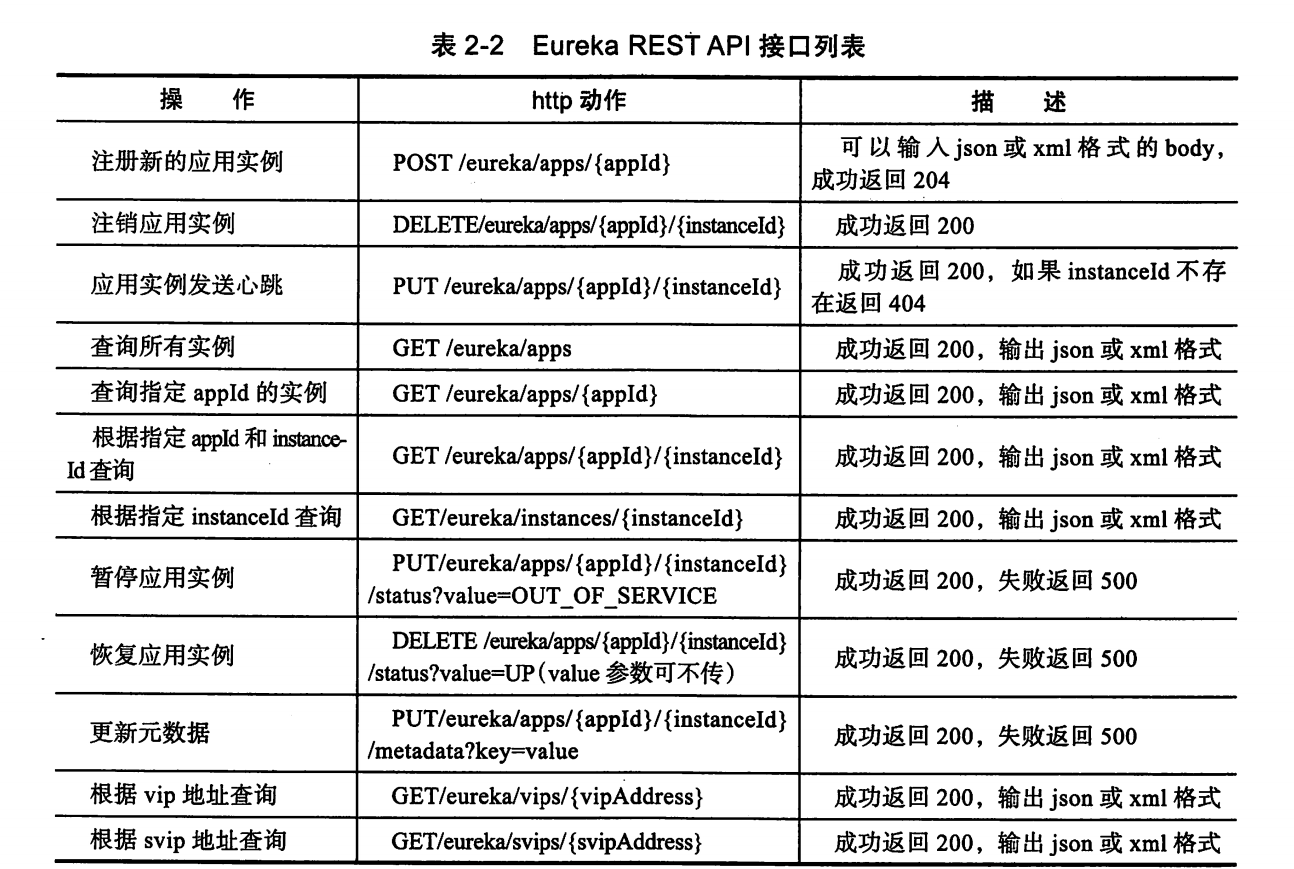 表 2-2 Eureka REST API 接口列表
操 作 http 动作 描 述
注册新的应用实例 POST /eureka/apps/{appId} 可以输入 json 或 xml 格式的 body,
成功返回 204
注销应用实例 DELETE/eureka/apps/{appId}/{instanceId} 成功返回 200
应用实例发送心跳 PUT /eureka/apps/{appId}/{instanceId} 成功返回 200，如果 instanceId 不存
在返回 404
查询所有实例 GET /eureka/apps 成功返回 200，输出 json 或 xml 格式
查询指定 appId 的实例 GET /eureka/apps/{appId} 成功返回 200，输出 json 或 xml 格式
根据指定 appId 和 instance-
Id 查询 GET /eureka/apps/{appId}/{instanceId} 成功返回 200，输出 json 或 xml 格式
根据指定 instanceId 查询 GET/eureka/instances/{instanceId} 成功返回 200，输出 json 或 xml 格式
暂停应用实例 PUT/eureka/apps/{appId}/{instanceId}
/status?value=OUT_OF_SERVICE 成功返回 200，失败返回 500
恢复应用实例 DELETE /eureka/apps/{appId}/{instanceId}
/status?value=UP（value 参数可不传） 成功返回 200，失败返回 500
更新元数据 PUT/eureka/apps/{appId}/{instanceId}
/metadata?key=value 成功返回 200，失败返回 500
根据 vip 地址查询 GET/eureka/vips/{vipAddress} 成功返回 200，输出 json 或 xml 格式
根据 svip 地址查询 GET/eureka/svips/{svipAddress} 成功返回 200，输出 json 或 xml 格式